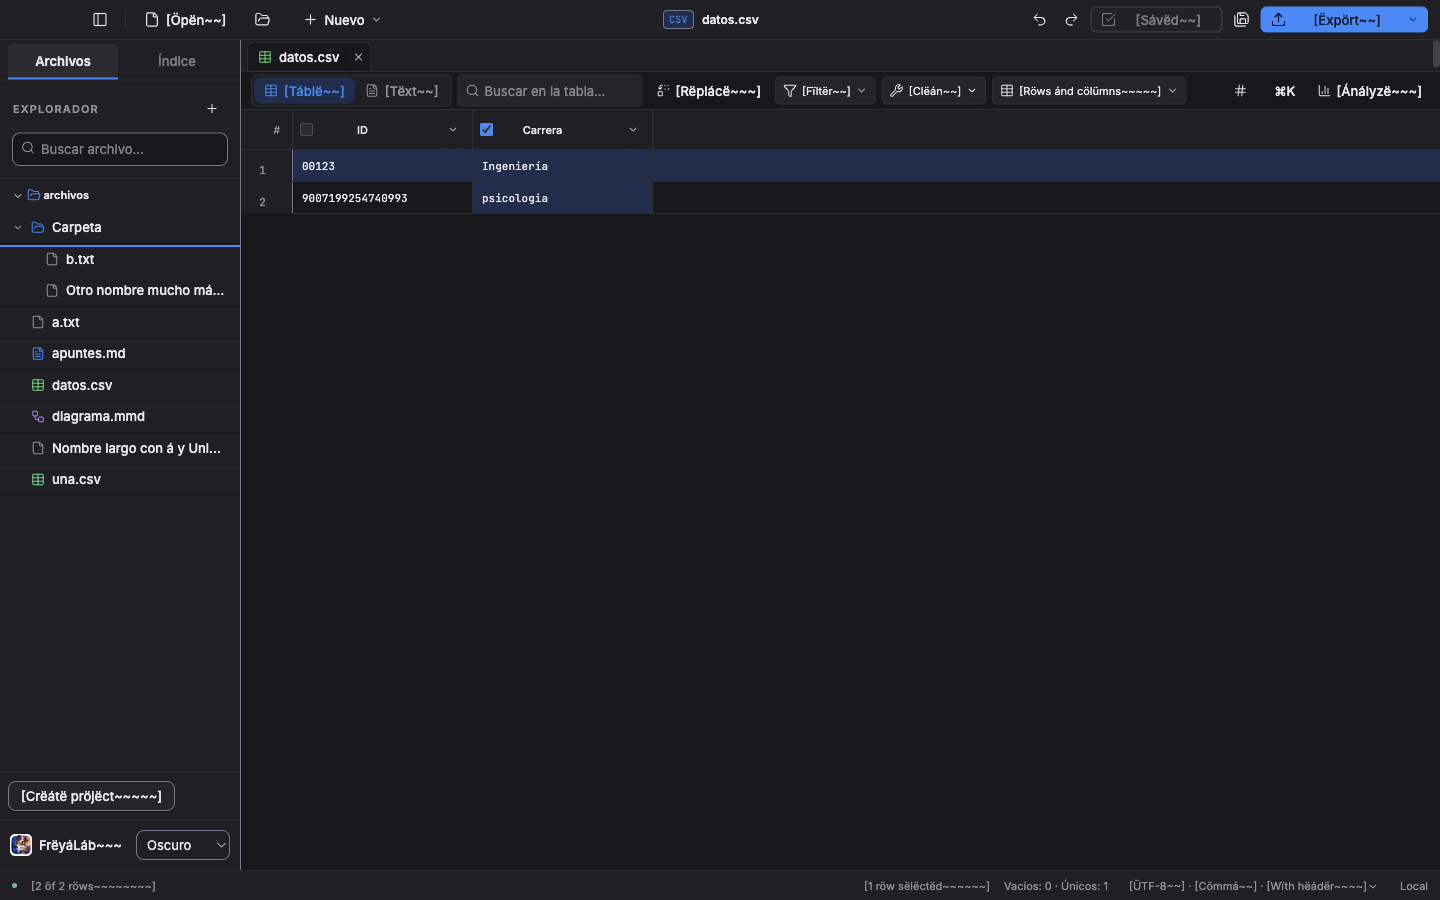 [Öpën~~]
Nuevo
CSV datos.csv
[Sávëd~~]
[Ëxpört~~]
Archivos
Índice
datos.csv
EXPLORADOR
[Táblë~~]
[Tëxt~~]
Buscar en la tabla...
[Rëplácë~~~]
[Fïltër~~]
[Clëán~~]
[Röws ánd cölümns~~~~~]
#
⌘K
[Ánályzë~~~]
Buscar archivo...
# ID Carrera
1 00123 Ingeniería
2 9007199254740993 psicologia
archivos
Carpeta
b.txt
Otro nombre mucho má...
a.txt
apuntes.md
datos.csv
diagrama.mmd
Nombre largo con á y Uni...
una.csv
[Crëátë pröjëct~~~~~]
FrëyáLáb~~~
Oscuro
[2 öf 2 röws~~~~~~~~]
[1 röw sëlëctëd~~~~~~]
Vacíos: 0 · Únicos: 1
[ÜTF-8~~] · [Cömmá~~] · [Wïth hëádër~~~~]
Local